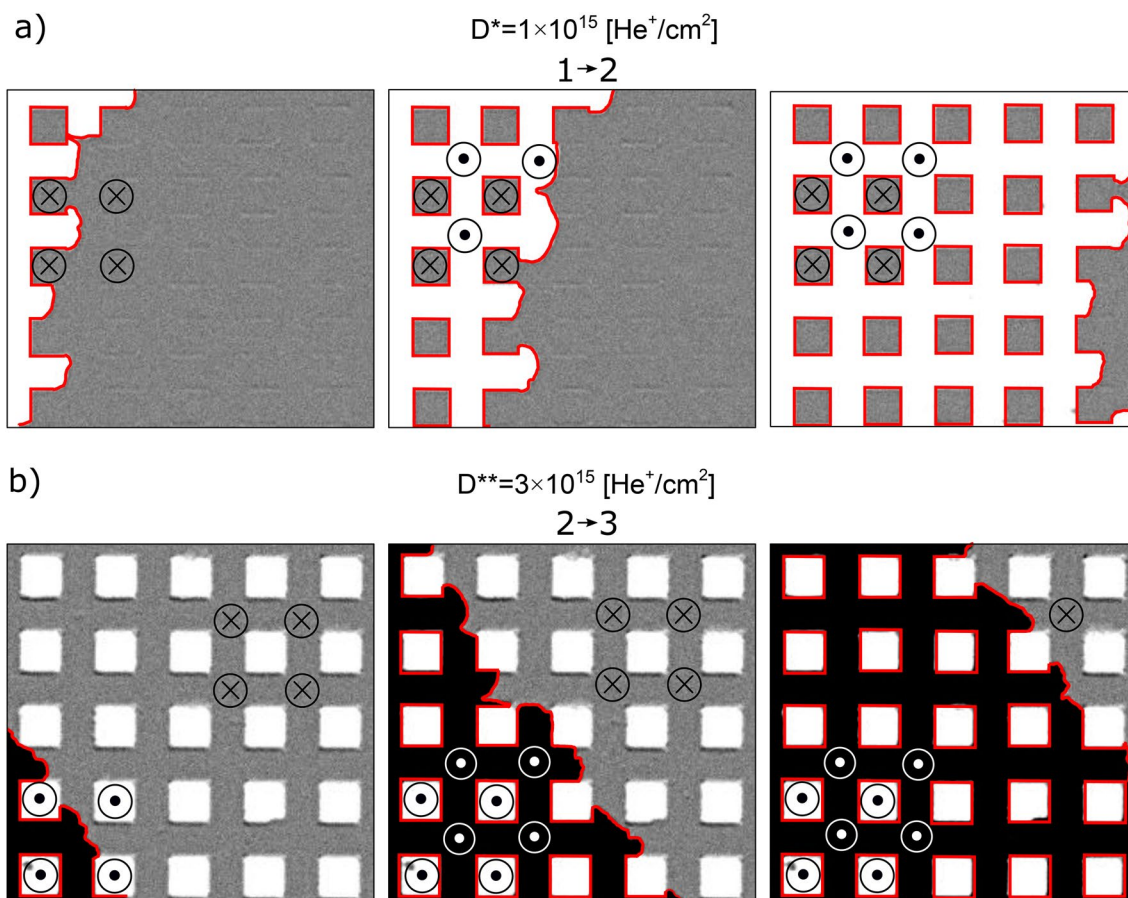 a)
D*=1×10¹⁵ [He⁺/cm²]
1→2
b)
D**=3×10¹⁵ [He⁺/cm²]
2→3